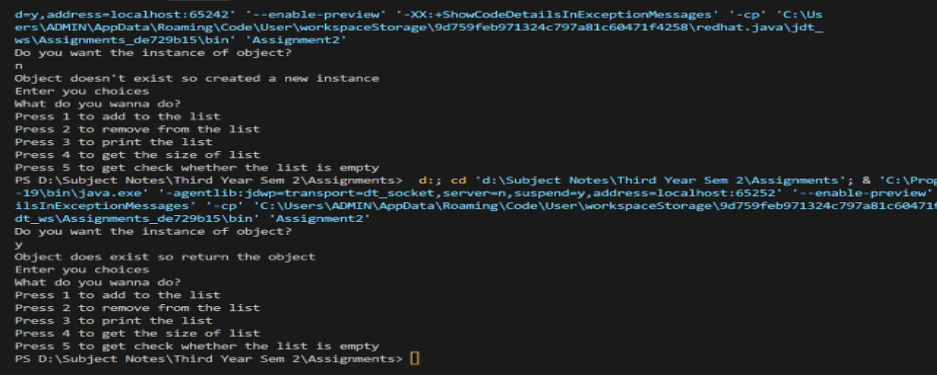 d=y,address=localhost:65242' '--enable-preview' '-XX:+ShowCodeDetailsInExceptionMessages' '-cp' 'C:\Us
ers\ADMIN\AppData\Roaming\Code\User\workspaceStorage\9d759feb971324c797a81c60471f4258\redhat.java\jdt_
ws\Assignments_de729b15\bin' 'Assignment2'
Do you want the instance of object?
n
Object doesn't exist so created a new instance
Enter you choices
What do you wanna do?
Press 1 to add to the list
Press 2 to remove from the list
Press 3 to print the list
Press 4 to get the size of list
Press 5 to get check whether the list is empty
PS D:\Subject Notes\Third Year Sem 2\Assignments>  d:; cd 'd:\Subject Notes\Third Year Sem 2\Assignments'; & 'C:\Prog
-19\bin\java.exe' '-agentlib:jdwp=transport=dt_socket,server=n,suspend=y,address=localhost:65252' '--enable-preview'
ilsInExceptionMessages' '-cp' 'C:\Users\ADMIN\AppData\Roaming\Code\User\workspaceStorage\9d759feb971324c797a81c60471f
dt_ws\Assignments_de729b15\bin' 'Assignment2'
Do you want the instance of object?
y
Object does exist so return the object
Enter you choices
What do you wanna do?
Press 1 to add to the list
Press 2 to remove from the list
Press 3 to print the list
Press 4 to get the size of list
Press 5 to get check whether the list is empty
PS D:\Subject Notes\Third Year Sem 2\Assignments>